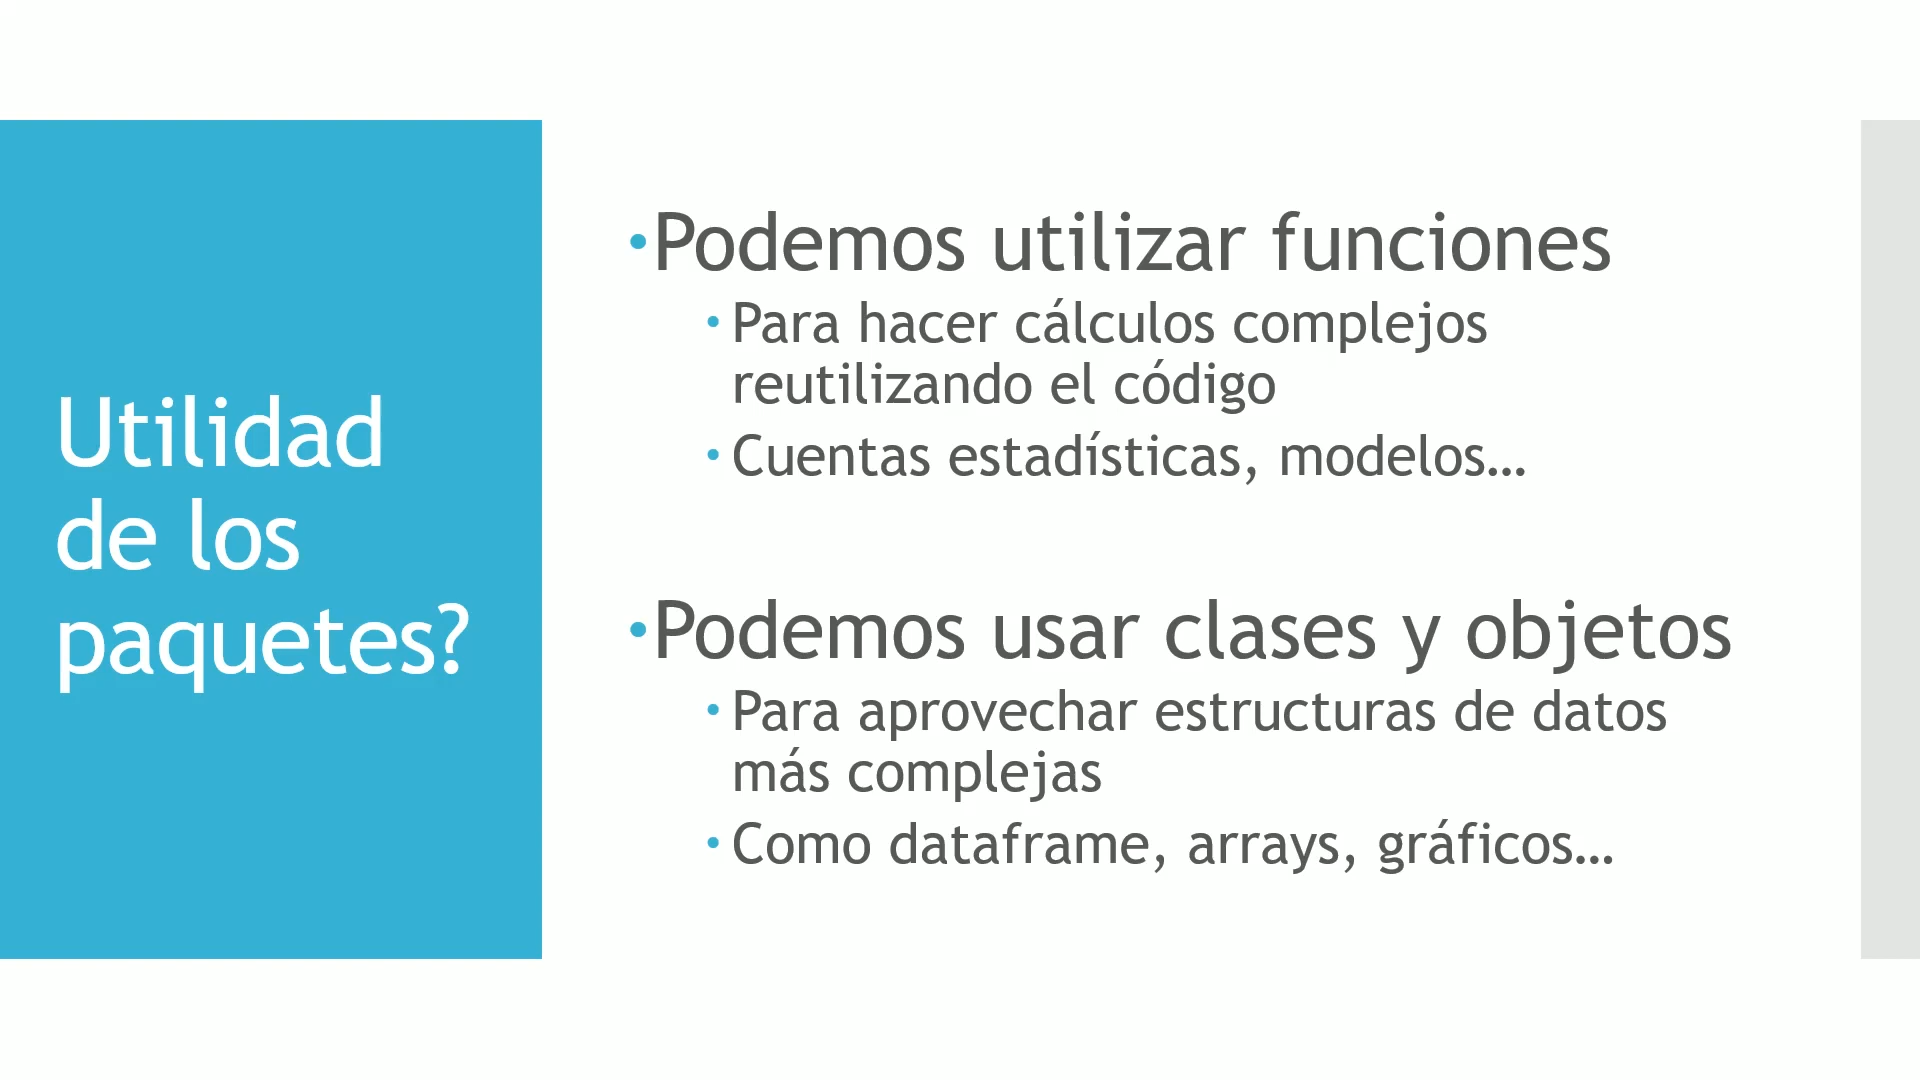 Utilidad
de los
paquetes?
•Podemos utilizar funciones
•Para hacer cálculos complejos
reutilizando el código
•Cuentas estadísticas, modelos…
•Podemos usar clases y objetos
•Para aprovechar estructuras de datos
más complejas
•Como dataframe, arrays, gráficos…